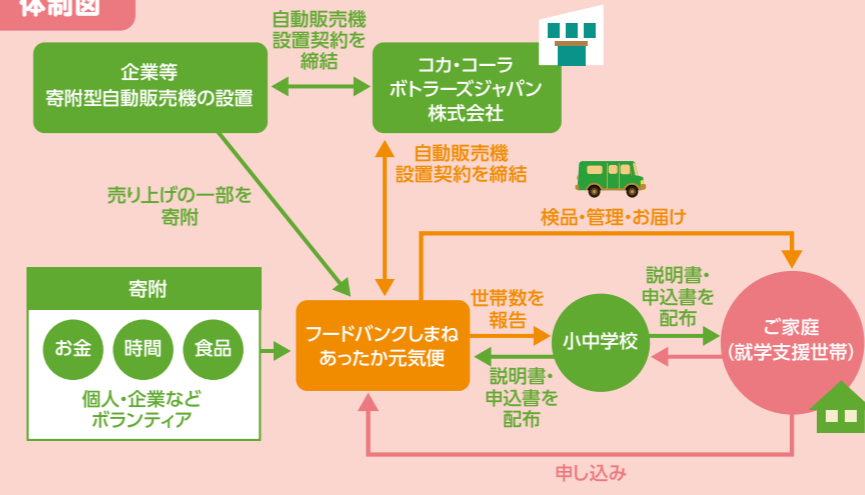 体制図
自動販売機
設置契約を
締結
企業等
寄附型自動販売機の設置
コカ・コーラ
ボトラーズジャパン
株式会社
自動販売機
設置契約を締結
売り上げの一部を
寄附
検品・管理・お届け
寄附
お金
時間
食品
個人・企業など
ボランティア
フードバンクしまね
あったか元気便
世帯数を
報告
説明書・
申込書を
配布
小中学校
説明書・
申込書を
配布
ご家庭
(就学支援世帯)
申し込み